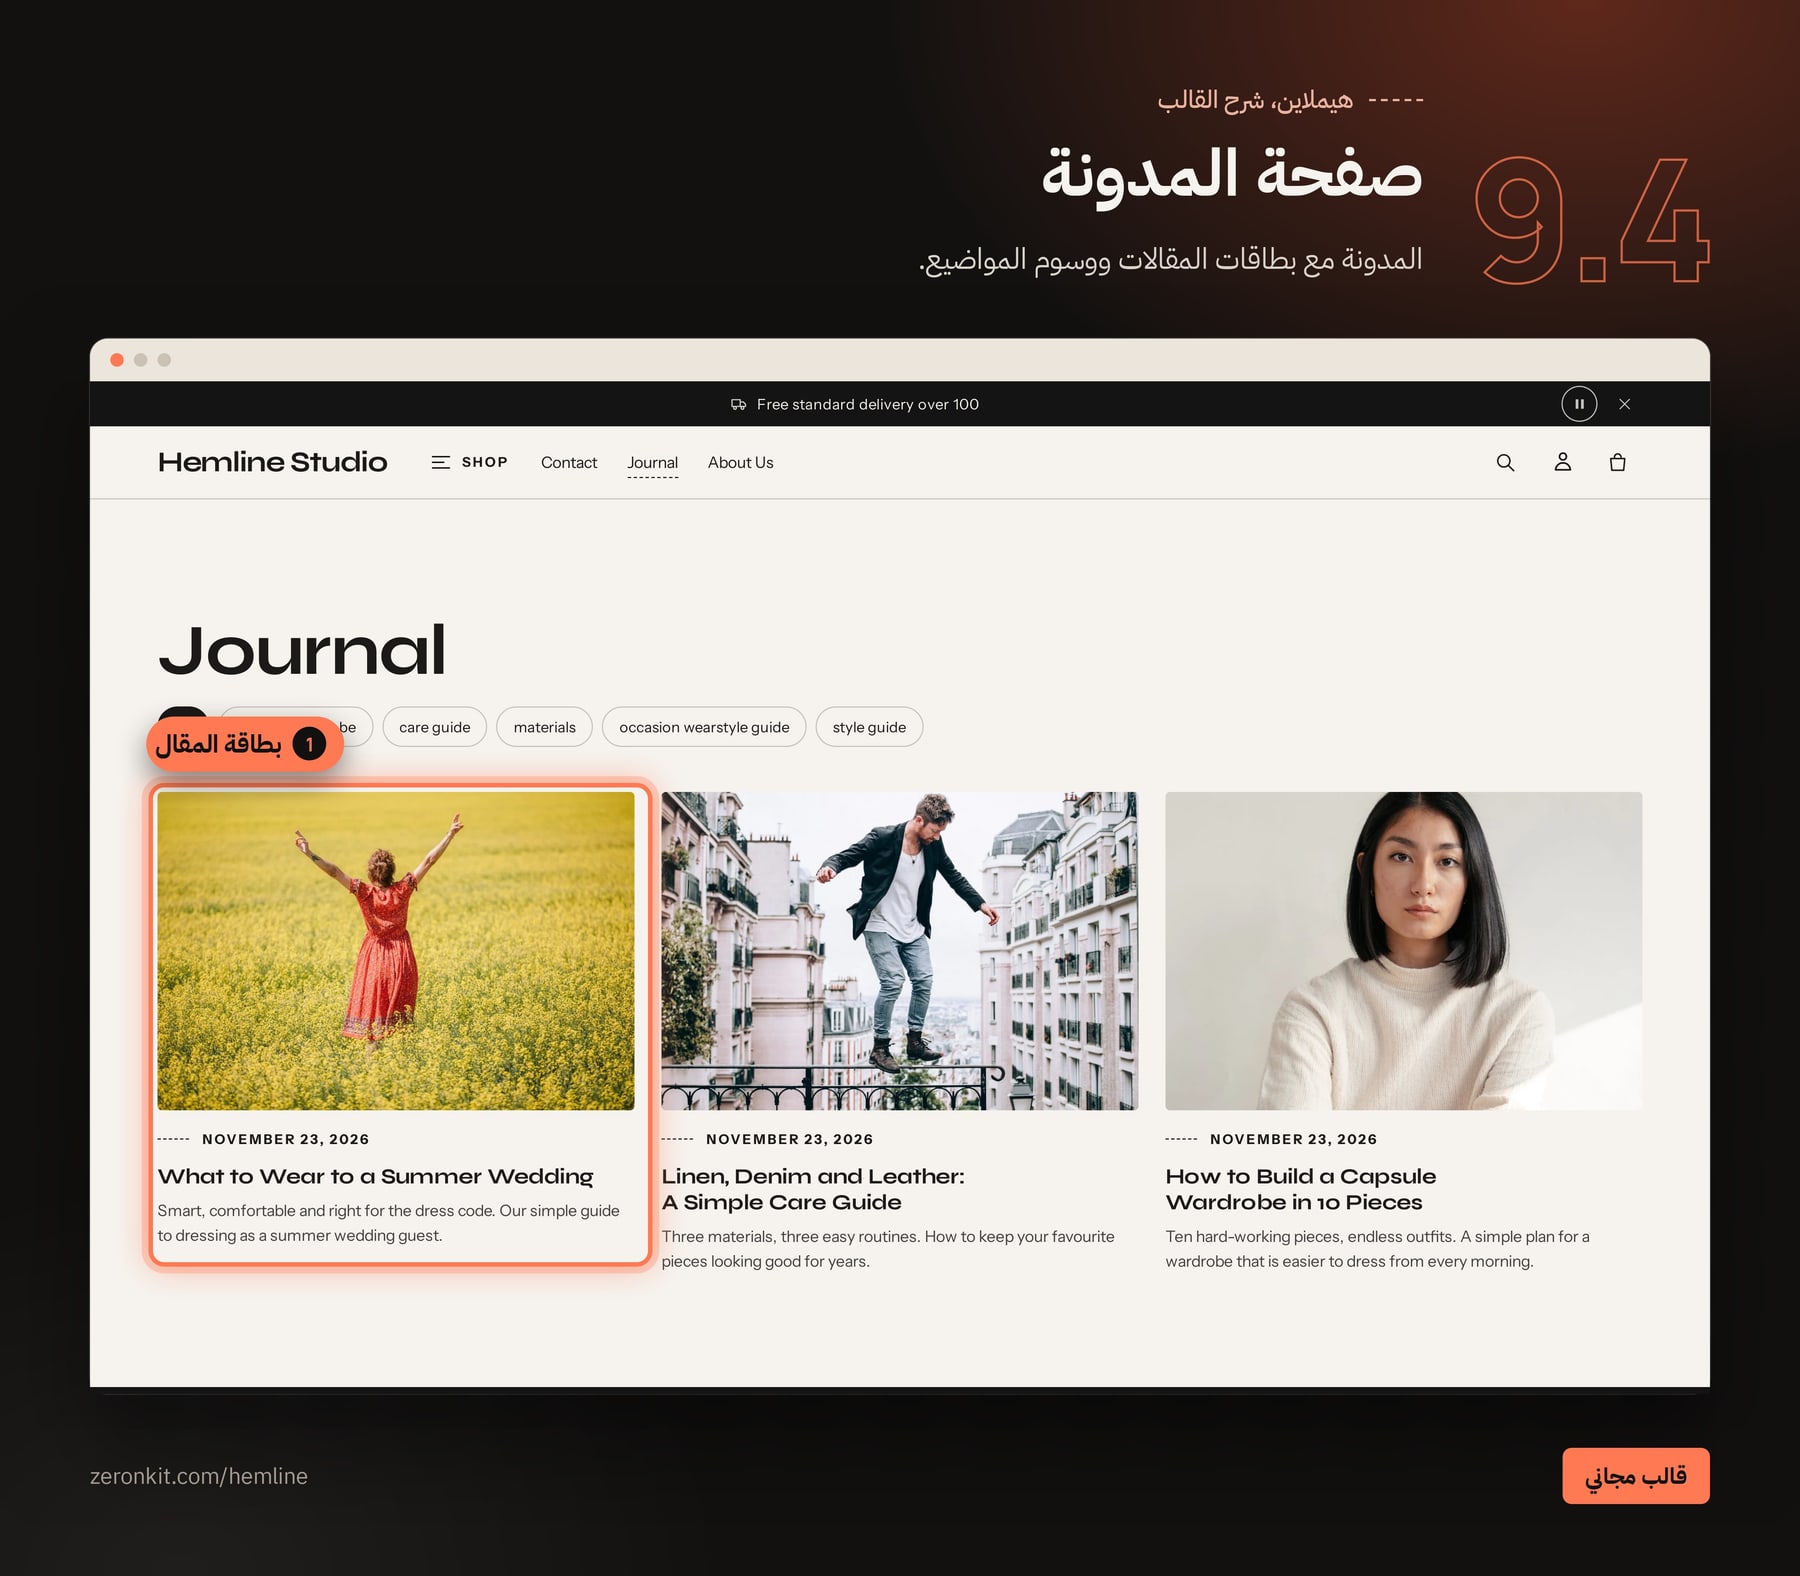 هيملاين، شرح القالب
9.4
صفحة المدونة
المدونة مع بطاقات المقالات ووسوم المواضيع.
Free standard delivery over 100
Hemline Studio SHOP Contact Journal About Us
Journal
be care guide materials occasion wearstyle guide style guide
1 بطاقة المقال
NOVEMBER 23, 2026
What to Wear to a Summer Wedding
Smart, comfortable and right for the dress code. Our simple guide
to dressing as a summer wedding guest.
NOVEMBER 23, 2026
Linen, Denim and Leather:
A Simple Care Guide
Three materials, three easy routines. How to keep your favourite
pieces looking good for years.
NOVEMBER 23, 2026
How to Build a Capsule
Wardrobe in 10 Pieces
Ten hard-working pieces, endless outfits. A simple plan for a
wardrobe that is easier to dress from every morning.
zeronkit.com/hemline
قالب مجاني